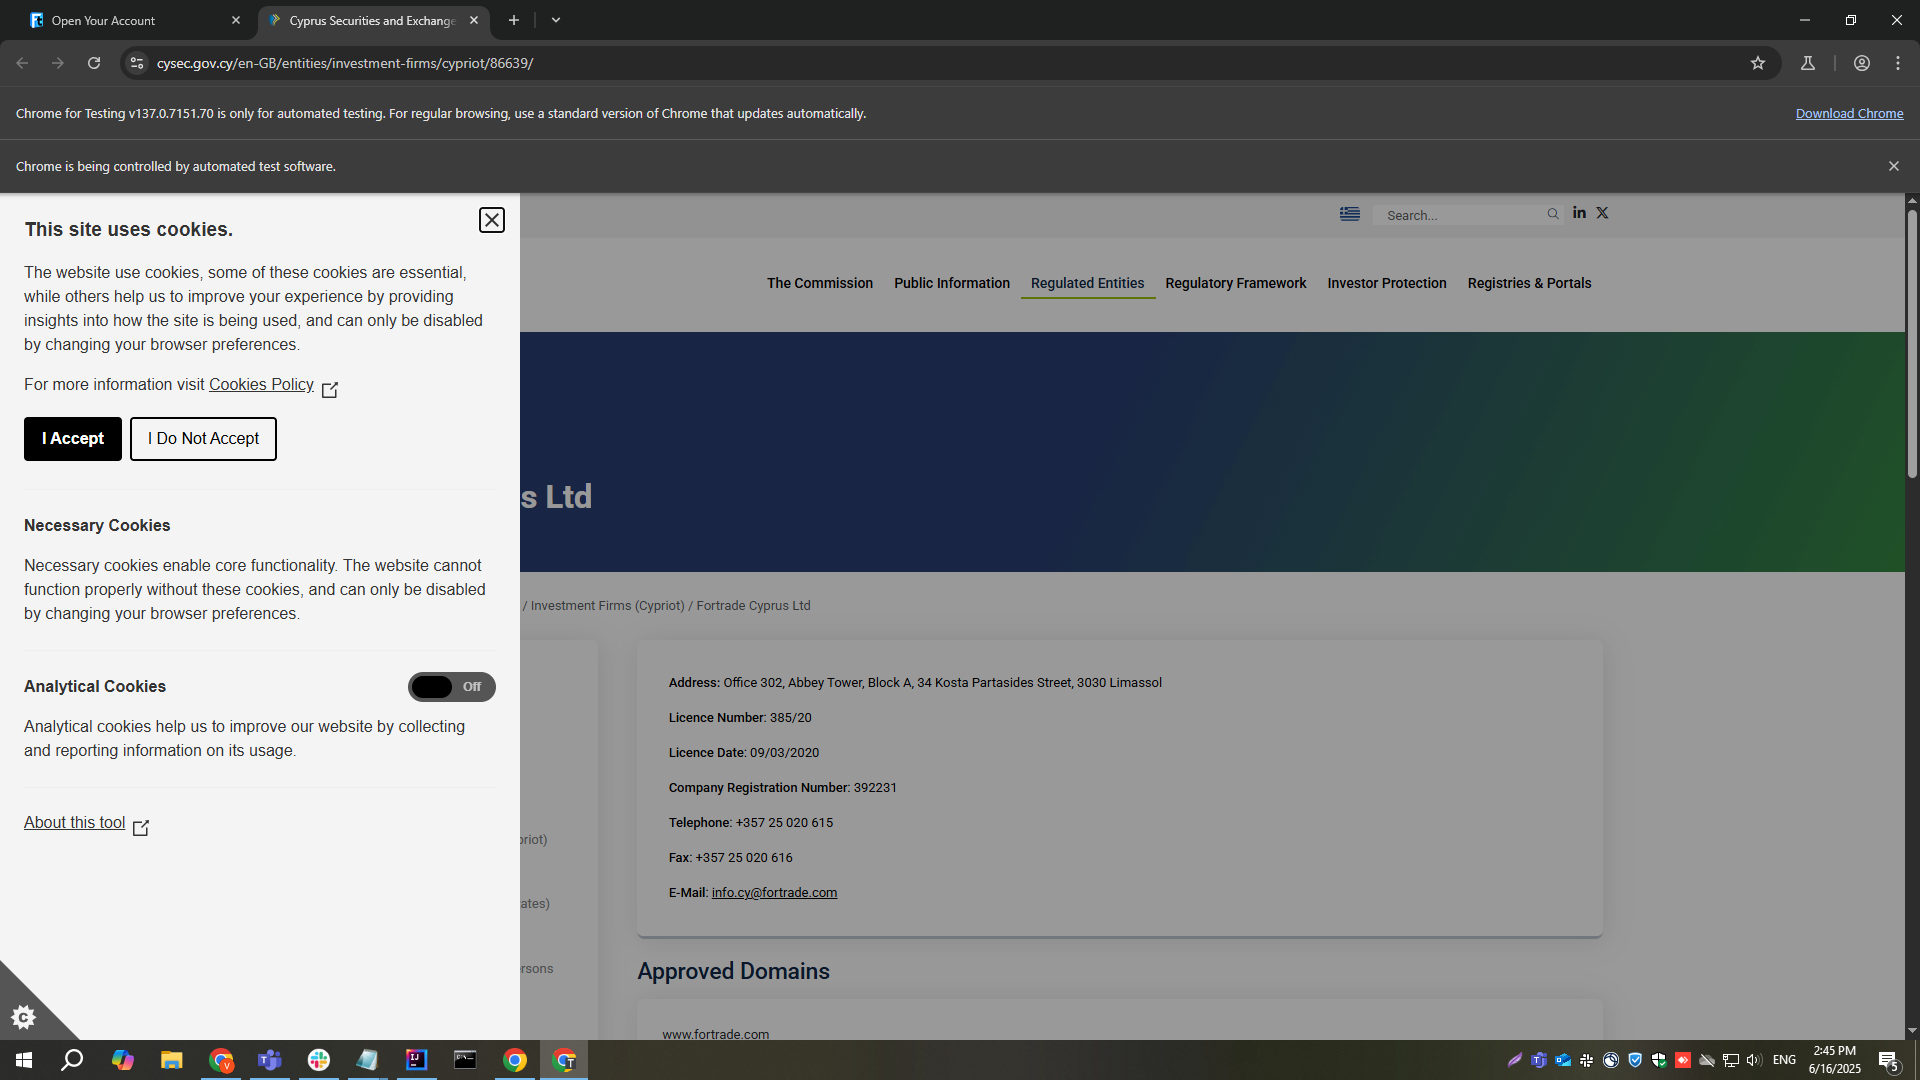 Open Your Account
Cyprus Securities and Exchange
cysec.gov.cy/en-GB/entities/investment-firms/cypriot/86639/
Chrome for Testing v137.0.7151.70 is only for automated testing. For regular browsing, use a standard version of Chrome that updates automatically.
Download Chrome
Chrome is being controlled by automated test software.
This site uses cookies.
The website use cookies, some of these cookies are essential,
while others help us to improve your experience by providing
insights into how the site is being used, and can only be disabled
by changing your browser preferences.
For more information visit Cookies Policy
I Accept
I Do Not Accept
Necessary Cookies
Necessary cookies enable core functionality. The website cannot
function properly without these cookies, and can only be disabled
by changing your browser preferences.
Analytical Cookies
Off
Analytical cookies help us to improve our website by collecting
and reporting information on its usage.
About this tool
Search...
The Commission
Public Information
Regulated Entities
Regulatory Framework
Investor Protection
Registries & Portals
s Ltd
/ Investment Firms (Cypriot) / Fortrade Cyprus Ltd
priot)
ates)
ersons
Address: Office 302, Abbey Tower, Block A, 34 Kosta Partasides Street, 3030 Limassol
Licence Number: 385/20
Licence Date: 09/03/2020
Company Registration Number: 392231
Telephone: +357 25 020 615
Fax: +357 25 020 616
E-Mail: info.cy@fortrade.com
Approved Domains
www.fortrade.com
ENG
2:45 PM
6/16/2025
5